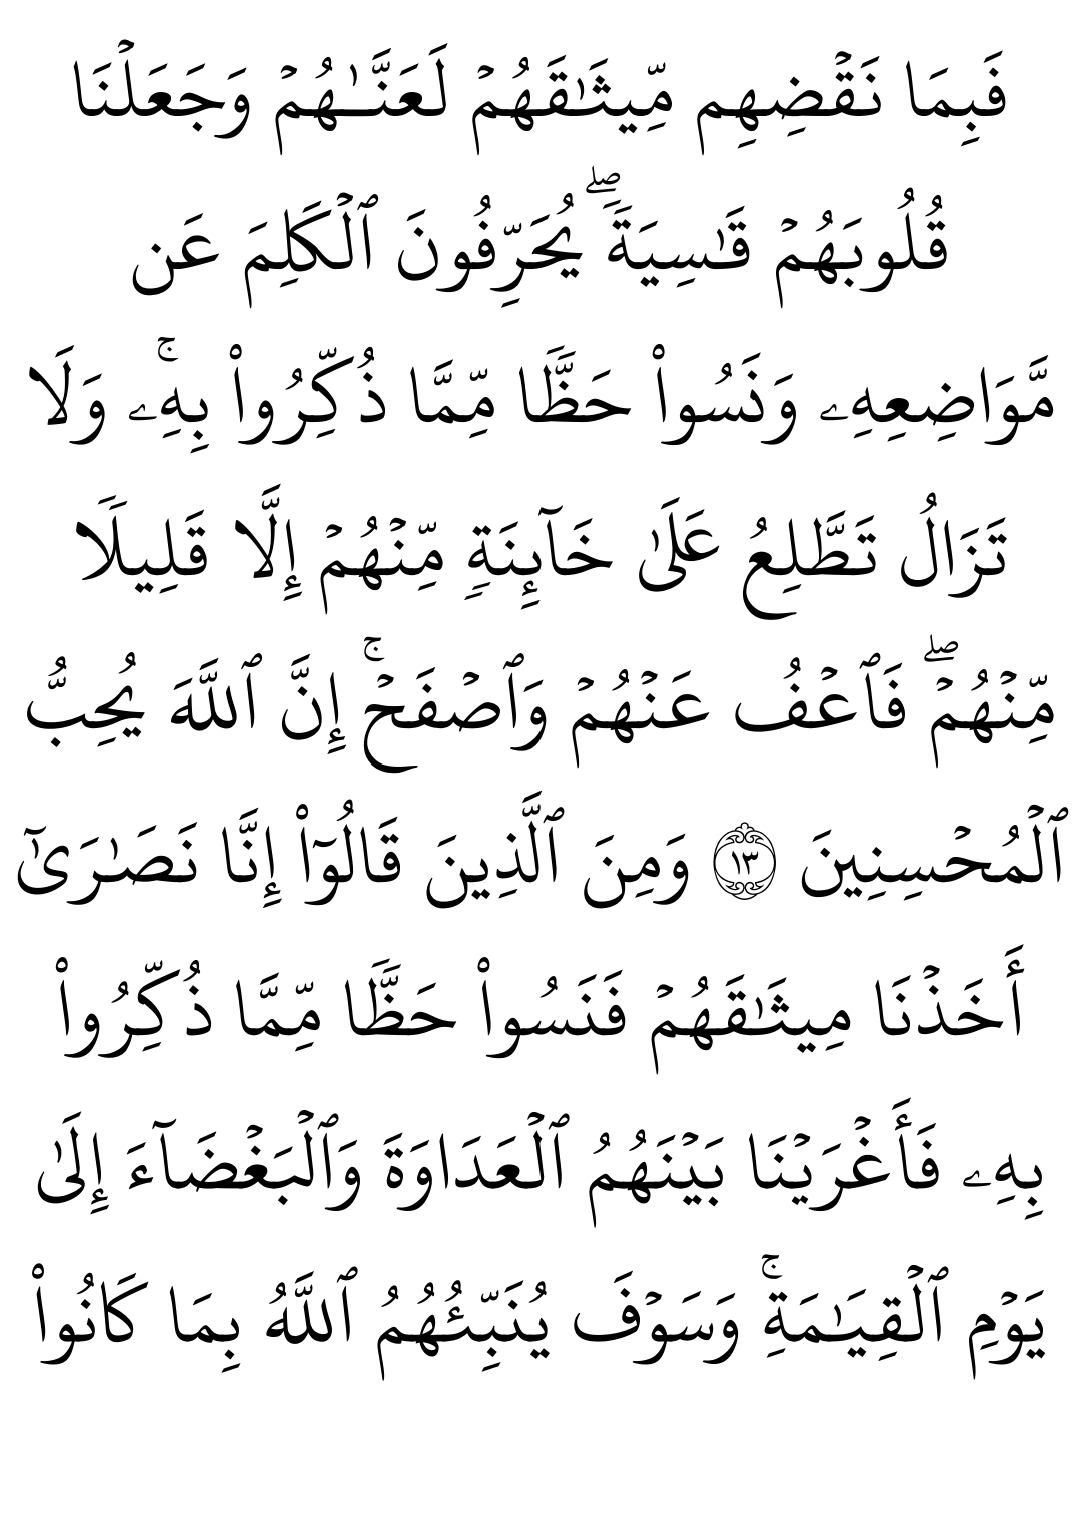 فَبِمَا نَقۡضِهِم مِّيثَٰقَهُمۡ لَعَنَّـٰهُمۡ وَجَعَلۡنَا
قُلُوبَهُمۡ قَٰسِيَةٗۖ يُحَرِّفُونَ ٱلۡكَلِمَ عَن
مَّوَاضِعِهِۦ وَنَسُواْ حَظّٗا مِّمَّا ذُكِّرُواْ بِهِۦۚ وَلَا
تَزَالُ تَطَّلِعُ عَلَىٰ خَآئِنَةٖ مِّنۡهُمۡ إِلَّا قَلِيلٗا
مِّنۡهُمۡۖ فَٱعۡفُ عَنۡهُمۡ وَٱصۡفَحۡۚ إِنَّ ٱللَّهَ يُحِبُّ
ٱلۡمُحۡسِنِينَ ١٣ وَمِنَ ٱلَّذِينَ قَالُوٓاْ إِنَّا نَصَٰرَىٰٓ
أَخَذۡنَا مِيثَٰقَهُمۡ فَنَسُواْ حَظّٗا مِّمَّا ذُكِّرُواْ
بِهِۦ فَأَغۡرَيۡنَا بَيۡنَهُمُ ٱلۡعَدَاوَةَ وَٱلۡبَغۡضَآءَ إِلَىٰ
يَوۡمِ ٱلۡقِيَٰمَةِۚ وَسَوۡفَ يُنَبِّئُهُمُ ٱللَّهُ بِمَا كَانُواْ